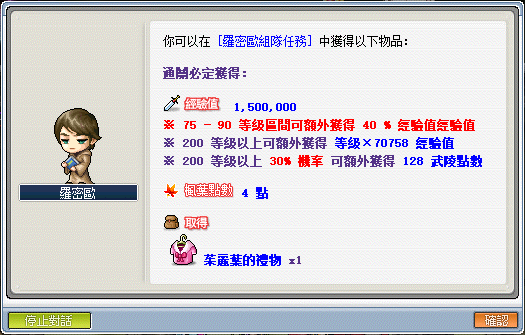 你可以在 [羅密歐組隊任務] 中獲得以下物品:
通關必定獲得:
經驗值 1,500,000
※ 75 - 90 等級區間可額外獲得 40 % 經驗值經驗值
※ 200 等級以上可額外獲得 等級×70758 經驗值
※ 200 等級以上 30% 機率 可額外獲得 128 武陵點數
楓葉點數 4 點
取得
茱麗葉的禮物 x1
羅密歐
停止對話
確認